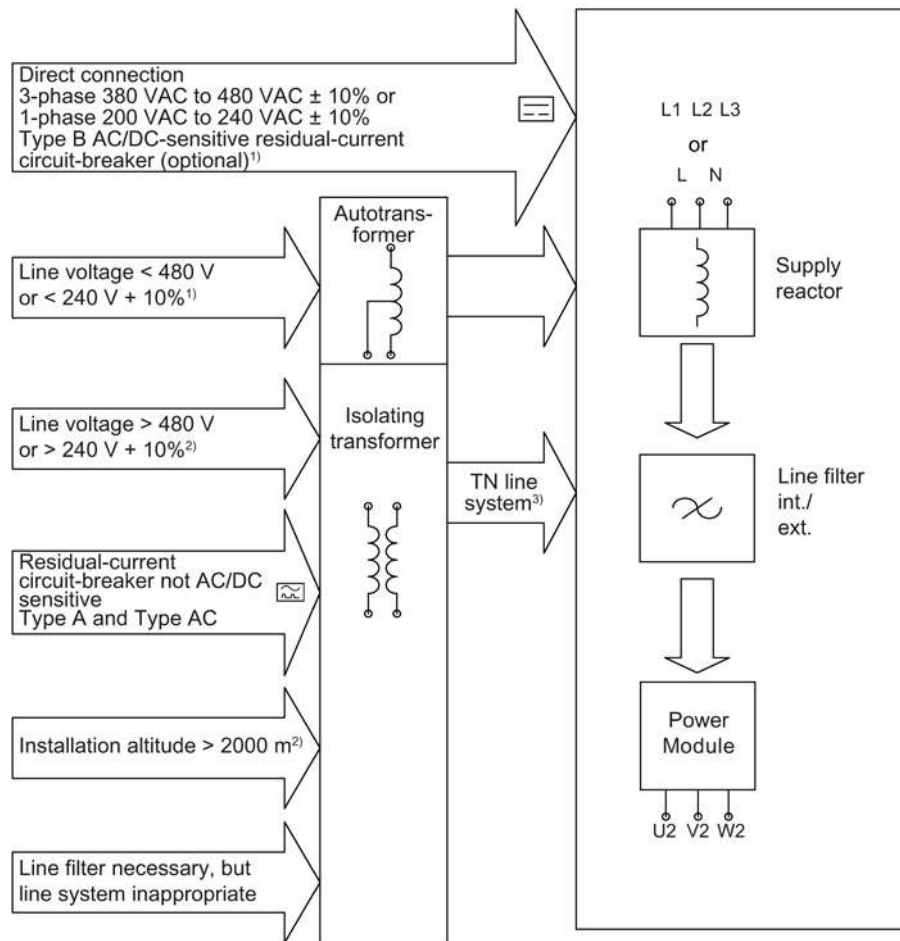 Direct connection
3-phase 380 VAC to 480 VAC ± 10% or
1-phase 200 VAC to 240 VAC ± 10%
Type B AC/DC-sensitive residual-current
circuit-breaker (optional)1)
L1 L2 L3
or
L N
Supply
reactor
Autotrans-
former
Line voltage < 480 V
or < 240 V + 10%1)
Line voltage > 480 V
or > 240 V + 10%2)
Isolating
transformer
TN line
system3)
Line filter
int./
ext.
Residual-current
circuit-breaker not AC/DC
sensitive
Type A and Type AC
Installation altitude > 2000 m2)
Power
Module
U2 V2 W2
Line filter necessary, but
line system inappropriate